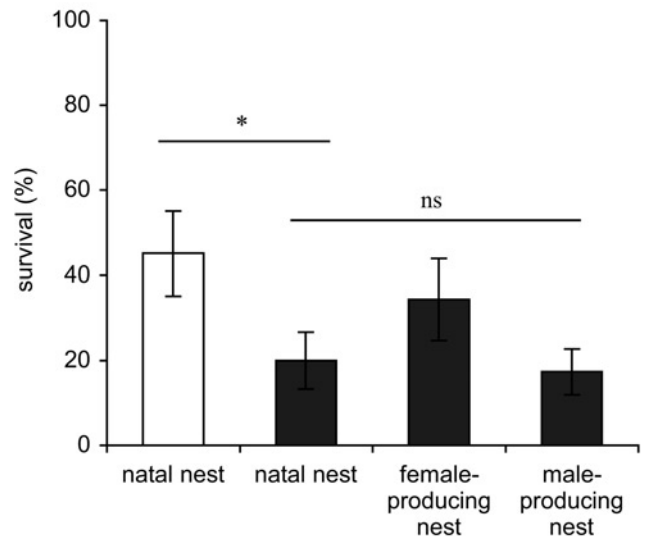 100
80
60
40
20
0
survival (%)
*
ns
natal nest
natal nest
female-
producing
nest
male-
producing
nest